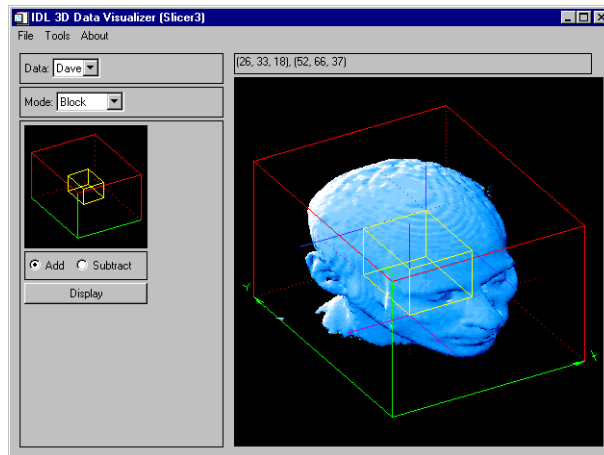 IDL 3D Data Visualizer (Slicer3)
File Tools About
Data: Dave
(26, 33, 18), (52, 66, 37)
Mode: Block
Add Subtract
Display
Y
X